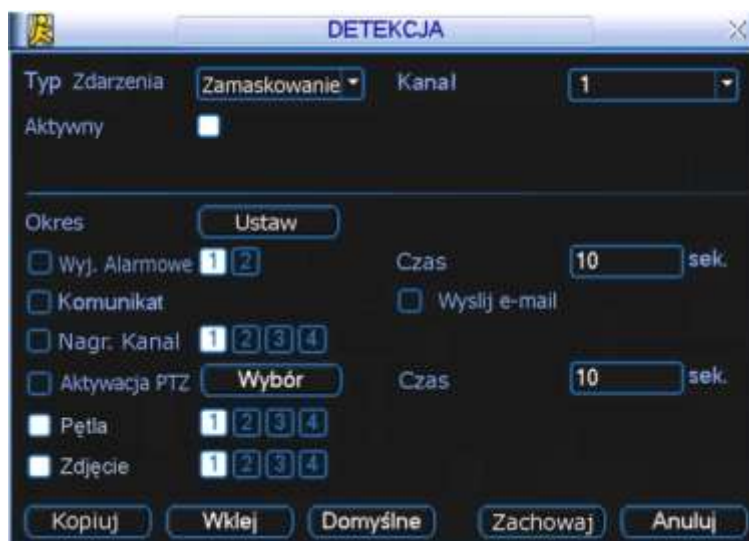 DETEKCJA
Typ Zdarzenia Zamaskowanie Kanał 1
Aktywny
Okres Ustaw
Wyj. Alarmowe 1 2 Czas 10 sek.
Komunikat Wyslij e-mail
Nagr. Kanal 1 2 3 4
Aktywacja PTZ Wybór Czas 10 sek.
Pętla 1 2 3 4
Zdjęcie 1 2 3 4
Kopiuj Wklej Domyślne Zachowaj Anuluj